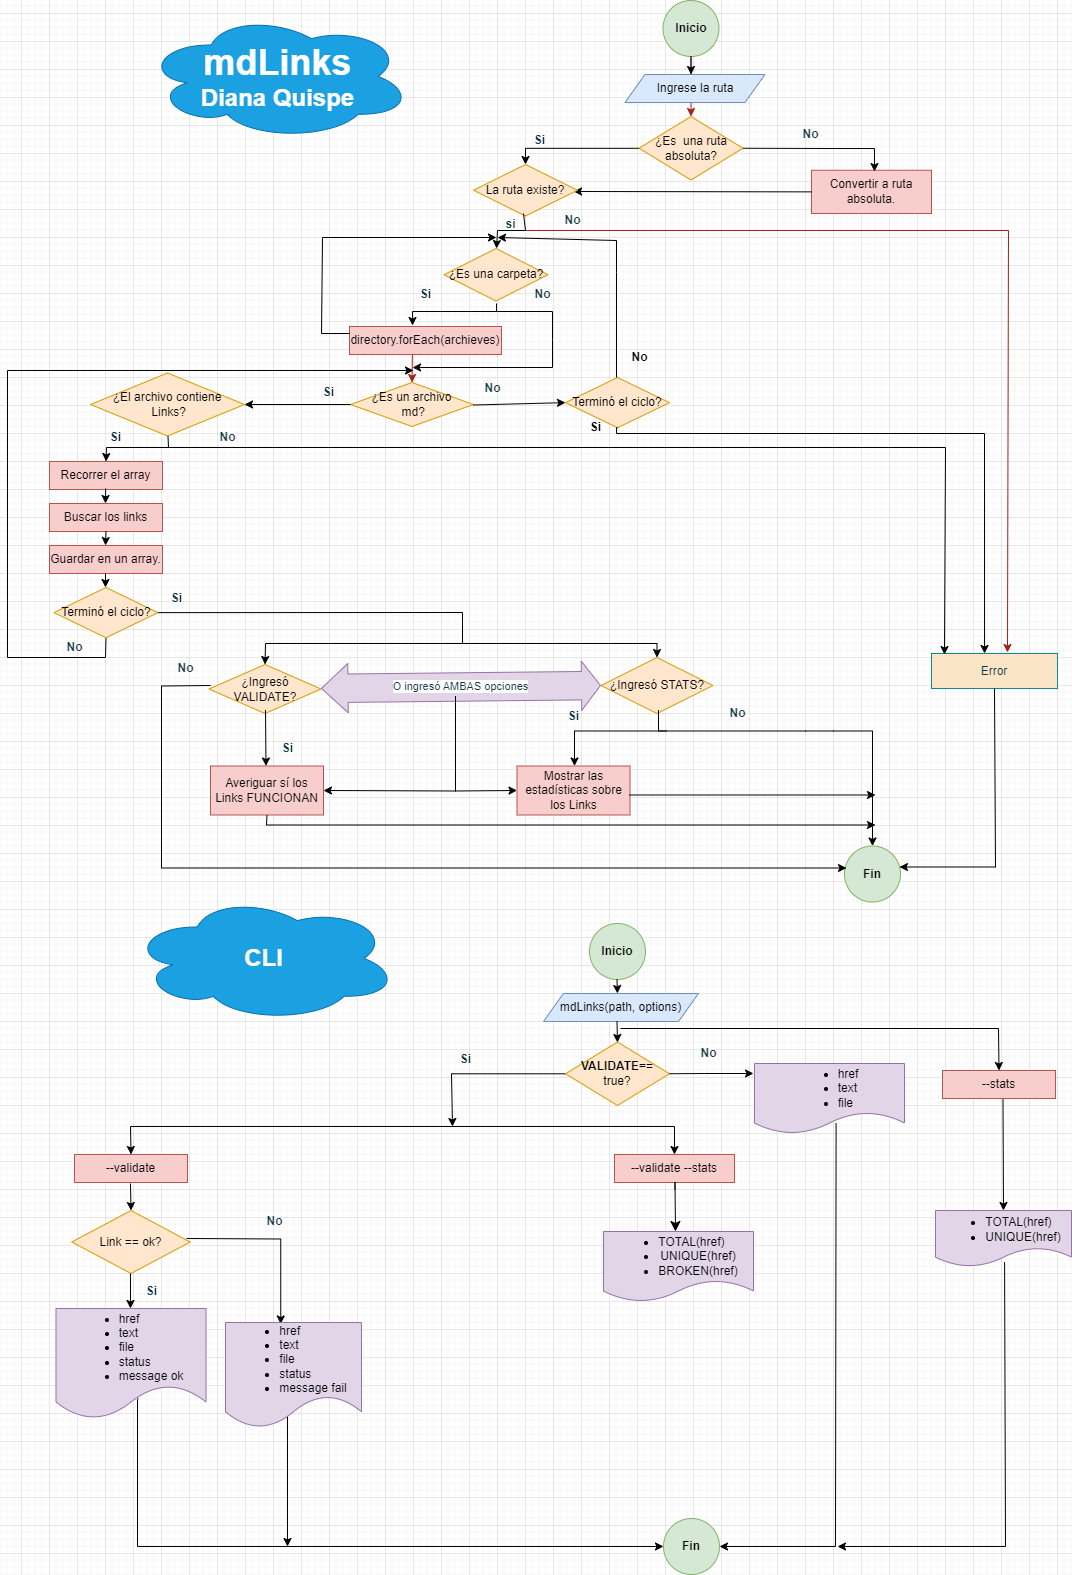 mdLinks
Diana Quispe
Inicio
Ingrese la ruta
¿Es una ruta
absoluta?
Si
No
Convertir a ruta
absoluta.
La ruta existe?
si
No
¿Es una carpeta?
Si
No
directory.forEach(archieves)
¿Es un archivo
md?
Si
No
Terminó el ciclo?
No
Si
¿El archivo contiene
Links?
Si
No
Recorrer el array
Buscar los links
Guardar en un array.
Terminó el ciclo?
Si
No
¿Ingresó
VALIDATE?
No
Si
O ingresó AMBAS opciones
¿Ingresó STATS?
Si
No
Error
Averiguar sí los
Links FUNCIONAN
Mostrar las
estadísticas sobre
los Links
Fin
CLI
Inicio
mdLinks(path, options)
VALIDATE==
true?
Si
No
• href
• text
• file
--stats
--validate
--validate --stats
• TOTAL(href)
• UNIQUE(href)
Link == ok?
No
Si
• TOTAL(href)
• UNIQUE(href)
• BROKEN(href)
• href
• text
• file
• status
• message ok
• href
• text
• file
• status
• message fail
Fin